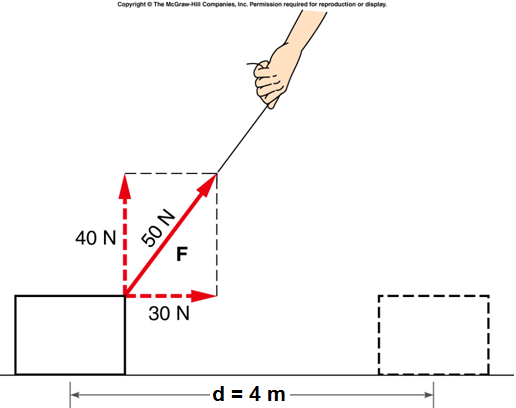 Copyright © The McGraw-Hill Companies, Inc. Permission required for reproduction or display.
40 N
50 N
F
30 N
d = 4 m